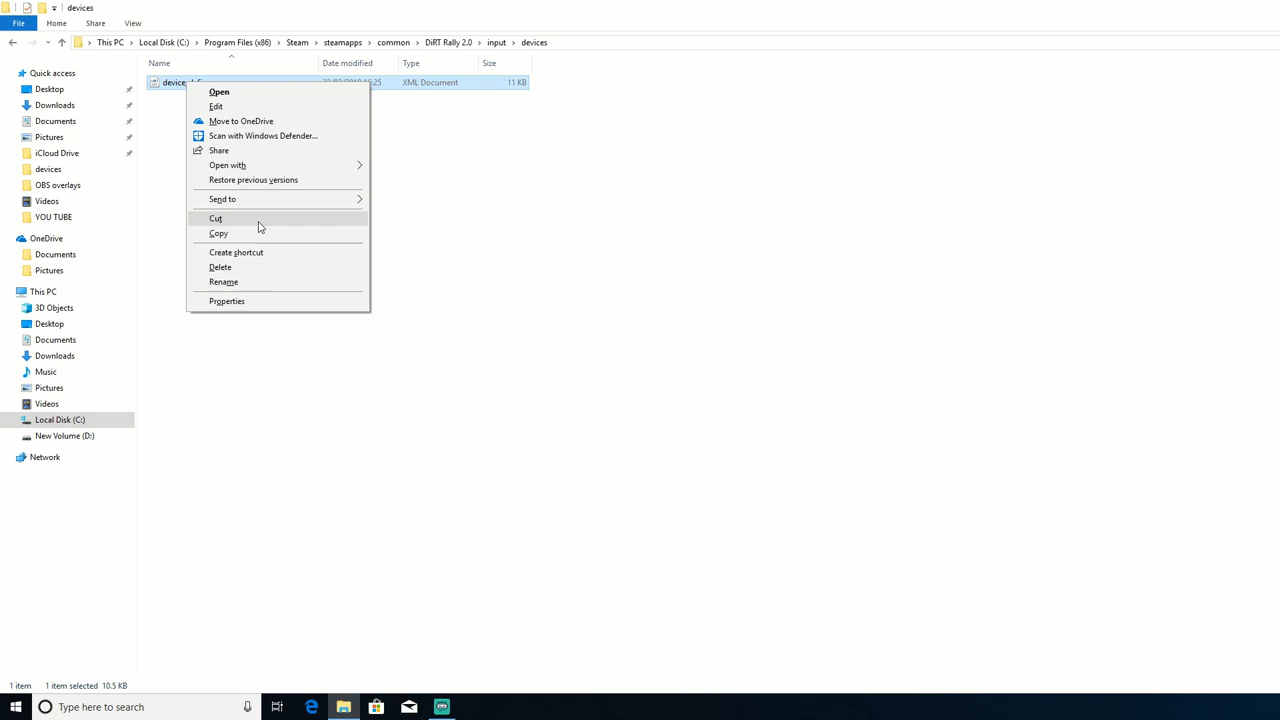 devices
File Home Share View
This PC Local Disk (C:) Program Files (x86) Steam steamapps common DiRT Rally 2.0 input devices
Name Date modified Type Size
XML Document 11 KB
Quick access
Desktop
Downloads
Documents
Pictures
iCloud Drive
devices
OBS overlays
Videos
YOU TUBE
OneDrive
Documents
Pictures
This PC
3D Objects
Desktop
Documents
Downloads
Music
Pictures
Videos
Local Disk (C:)
New Volume (D:)
Network
Open
Edit
Move to OneDrive
Scan with Windows Defender...
Share
Open with
Restore previous versions
Send to
Cut
Copy
Create shortcut
Delete
Rename
Properties
1 item 1 item selected 10.5 KB
Type here to search